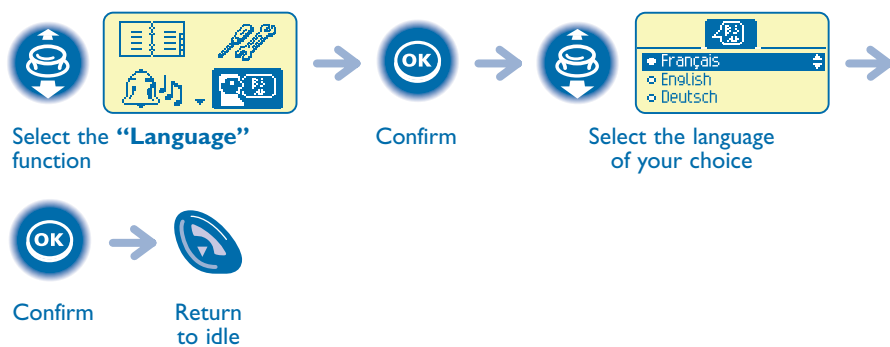 OK
Français
English
Deutsch
Select the “Language”
function
Confirm
Select the language
of your choice
OK
Confirm
Return
to idle